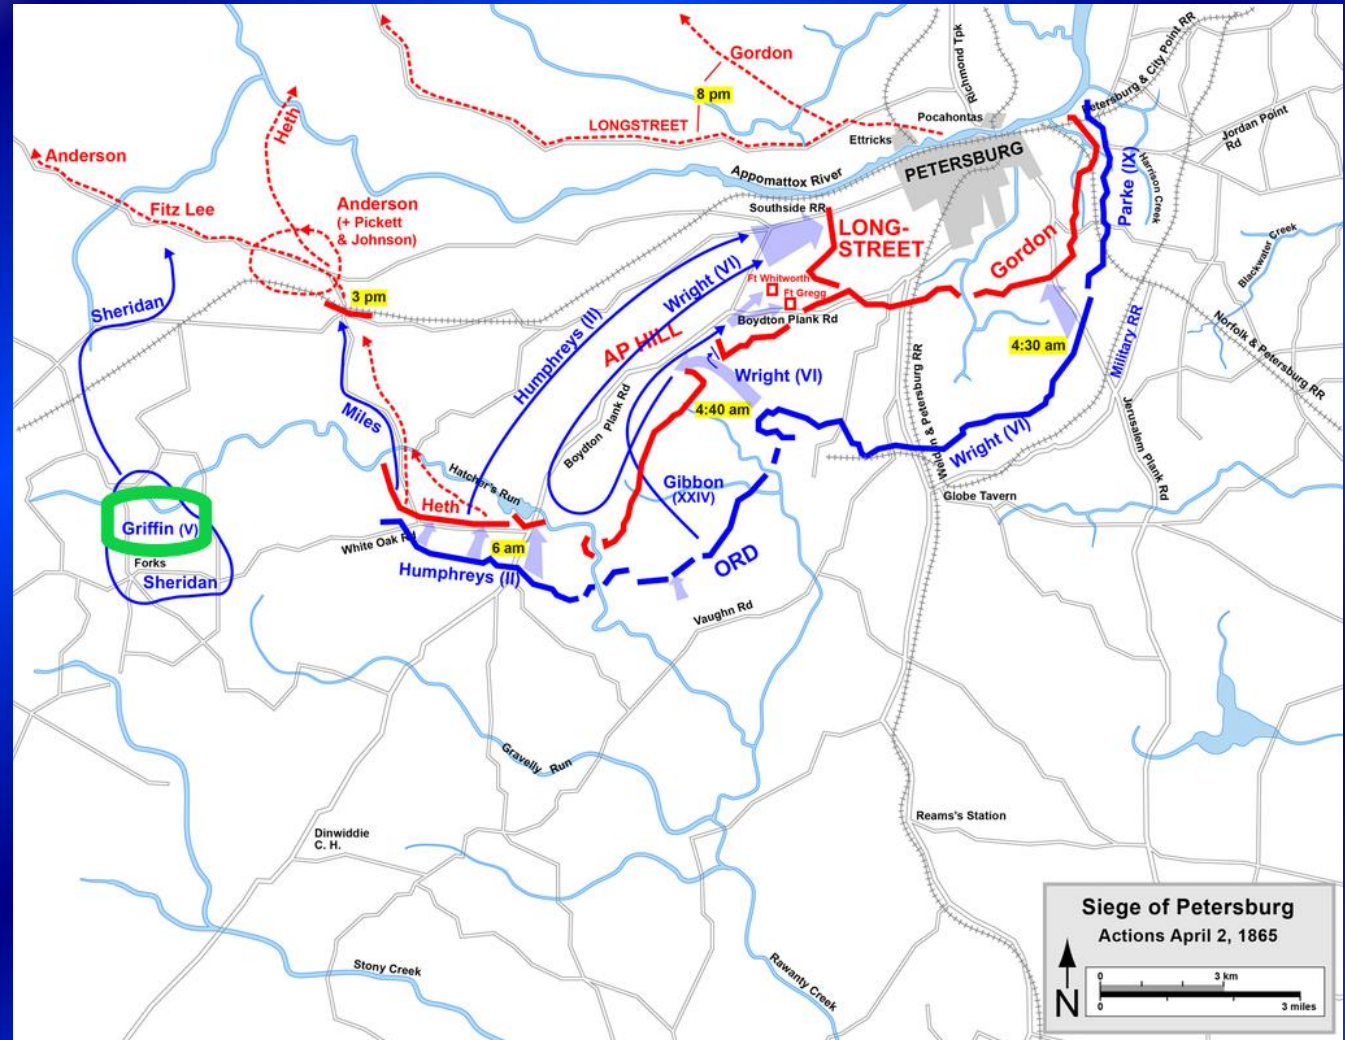 Gordon
8 pm
LONGSTREET
Richmond Tpk
Pocahontas
Ettricks
Petersburg & City Point RR
Jordan Point
Rd
Heth
Anderson
Fitz Lee
Anderson
(+ Pickett
& Johnson)
Appomattox River
PETERSBURG
Parke (IX)
Harrison Creek
Southside RR
LONG-
STREET
Gordon
Blackwater Creek
Sheridan
3 pm
Humphreys (II)
Wright (VI)
Ft Whitworth
Ft Gregg
Boydton Plank Rd
AP HILL
4:30 am
Military RR
Norfolk & Petersburg RR
Miles
Boydton Plank Rd
Wright (VI)
4:40 am
Weldn & Petersburg RR
Wright (VI)
Jerusalem Plank Rd
Hatcher's Run
Gibbon
(XXIV)
Globe Tavern
Griffin (V)
Heth
White Oak Rd
6 am
Forks
Sheridan
Humphreys (II)
ORD
Vaughn Rd
Gravelly Run
Dinwiddie
C. H.
Reams's Station
Stony Creek
Rawanty Creek
Siege of Petersburg
Actions April 2, 1865
N
0 3 km
0 3 miles